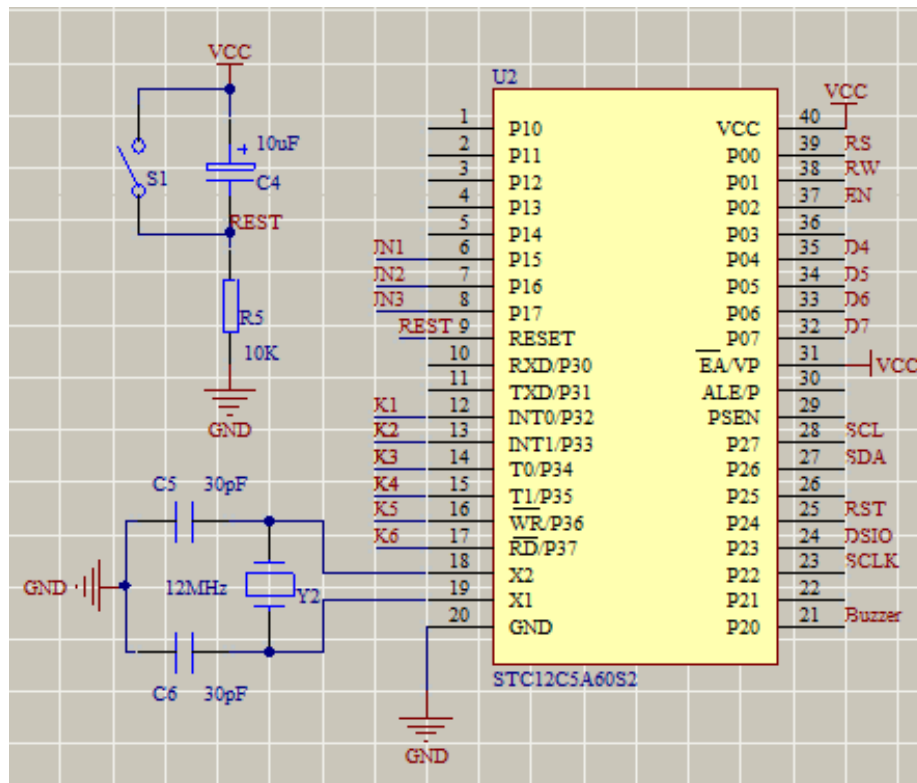 VCC
10uF
+
S1
C4
REST
R5
10K
GND
C5 30pF
GND
12MHz
Y2
C6 30pF
U2
1 P10
2 P11
3 P12
4 P13
5 P14
IN1 6 P15
IN2 7 P16
IN3 8 P17
REST 9 RESET
10 RXD/P30
11 TXD/P31
K1 12 INT0/P32
K2 13 INT1/P33
K3 14 T0/P34
K4 15 T1/P35
K5 16 WR/P36
K6 17 RD/P37
18 X2
19 X1
20 GND
GND
VCC
VCC 40
P00 39 RS
P01 38 RW
P02 37 EN
P03 36
P04 35 D4
P05 34 D5
P06 33 D6
P07 32 D7
EA/VP 31 VCC
ALE/P 30
PSEN 29
P27 28 SCL
P26 27 SDA
P25 26
P24 25 RST
P23 24 DSIO
P22 23 SCLK
P21 22
P20 21 Buzzer
STC12C5A60S2